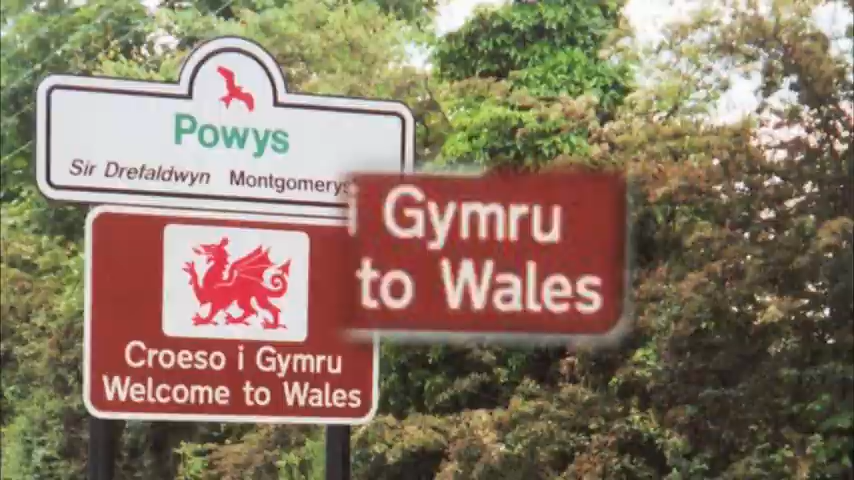 Powys
Sir Drefaldwyn Montgomerys
i Gymru
to Wales
Croeso i Gymru
Welcome to Wales